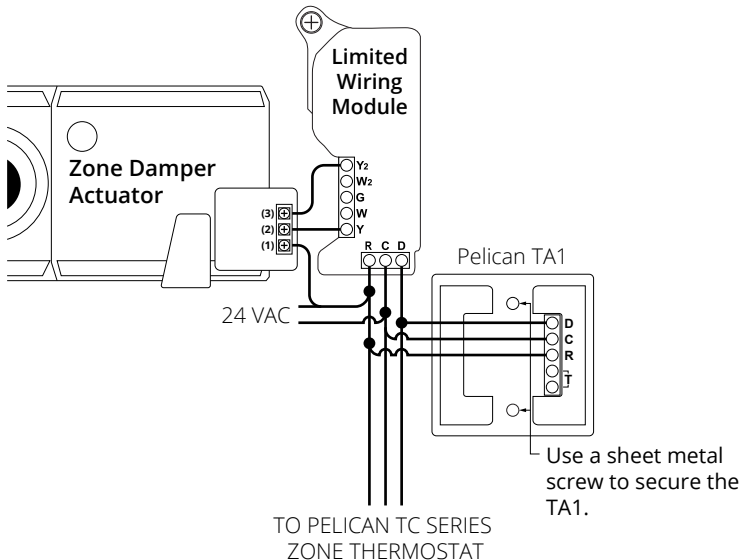 Limited
Wiring
Module
Zone Damper
Actuator
Y2
W2
G
W
Y
(3)
(2)
(1)
R C D
Pelican TA1
24 VAC
D
C
R
T
Use a sheet metal
screw to secure the
TA1.
TO PELICAN TC SERIES
ZONE THERMOSTAT